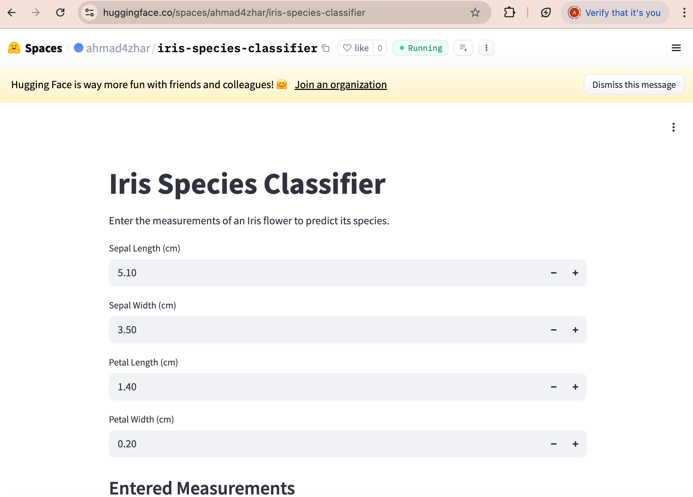 huggingface.co/spaces/ahmad4zhar/iris-species-classifier
Verify that it's you
Spaces ahmad4zhar/iris-species-classifier like 0 Running
Hugging Face is way more fun with friends and colleagues! 🤗 Join an organization Dismiss this message
Iris Species Classifier
Enter the measurements of an Iris flower to predict its species.
Sepal Length (cm)
5.10
Sepal Width (cm)
3.50
Petal Length (cm)
1.40
Petal Width (cm)
0.20
Entered Measurements